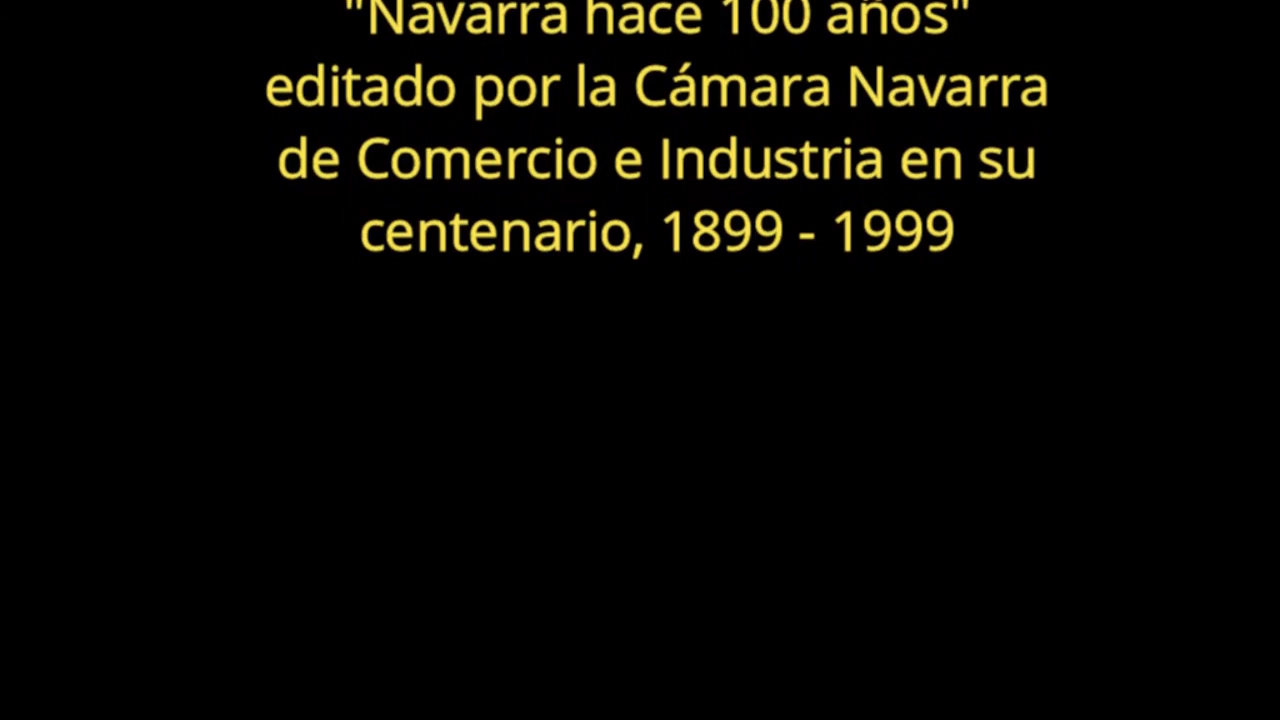 "Navarra hace 100 años"
editado por la Cámara Navarra
de Comercio e Industria en su
centenario, 1899 - 1999